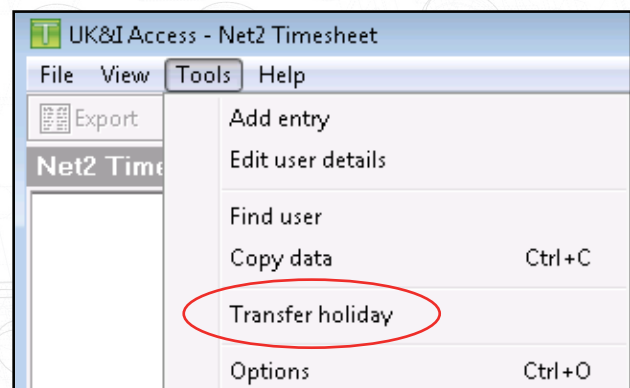 UK&I Access - Net2 Timesheet
File View Tools Help
Export
Add entry
Net2 Time
Edit user details
Find user
Copy data Ctrl+C
Transfer holiday
Options Ctrl+O